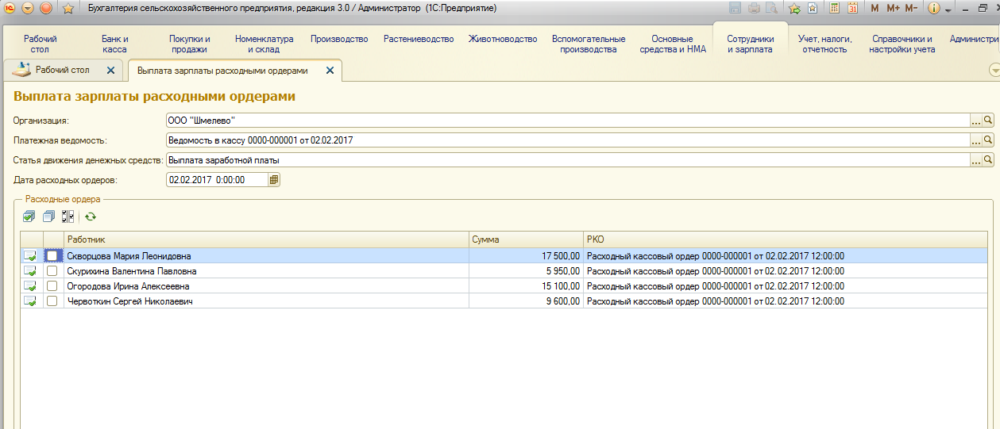 Бухгалтерия сельскохозяйственного предприятия, редакция 3.0 / Администратор (1С:Предприятие)
M M+ M-
Рабочий стол
Банк и касса
Покупки и продажи
Номенклатура и склад
Производство
Растениеводство
Животноводство
Вспомогательные производства
Основные средства и НМА
Сотрудники и зарплата
Учет, налоги, отчетность
Справочники и настройки учета
Администри
Рабочий стол
Выплата зарплаты расходными ордерами
Выплата зарплаты расходными ордерами
Организация: ООО "Шмелево"
Платежная ведомость: Ведомость в кассу 0000-000001 от 02.02.2017
Статья движения денежных средств: Выплата заработной платы
Дата расходных ордеров: 02.02.2017 0:00:00
Расходные ордера
Работник Сумма РКО
Скворцова Мария Леонидовна 17 500,00 Расходный кассовый ордер 0000-000001 от 02.02.2017 12:00:00
Скурихина Валентина Павловна 5 950,00 Расходный кассовый ордер 0000-000001 от 02.02.2017 12:00:00
Огородова Ирина Алексеевна 15 100,00 Расходный кассовый ордер 0000-000001 от 02.02.2017 12:00:00
Червоткин Сергей Николаевич 9 600,00 Расходный кассовый ордер 0000-000001 от 02.02.2017 12:00:00